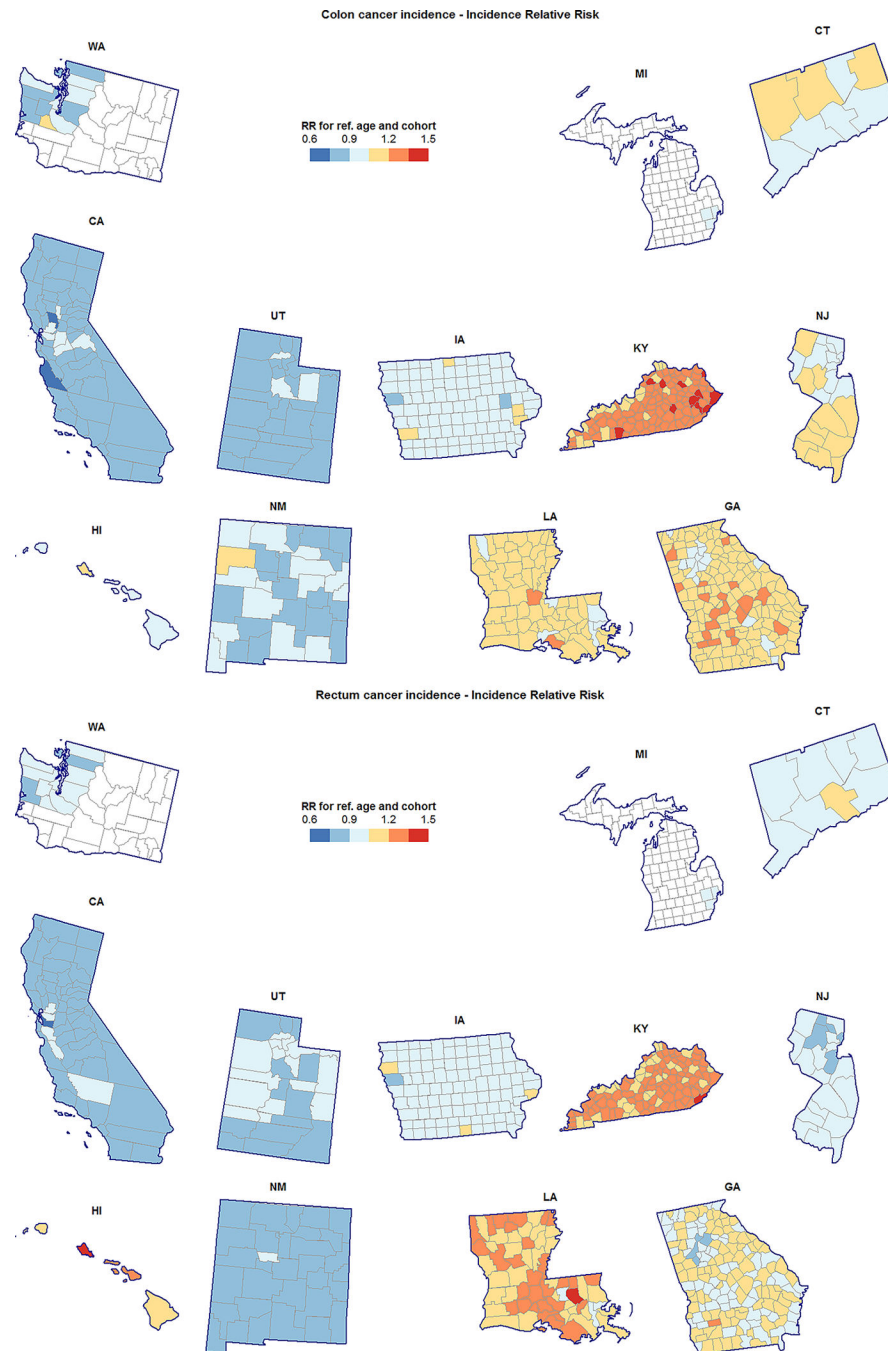 Colon cancer incidence - Incidence Relative Risk
WA
MI
CT
RR for ref. age and cohort
0.6 0.9 1.2 1.5
CA
UT
IA
KY
NJ
HI
NM
LA
GA
Rectum cancer incidence - Incidence Relative Risk
WA
MI
CT
RR for ref. age and cohort
0.6 0.9 1.2 1.5
CA
UT
IA
KY
NJ
HI
NM
LA
GA